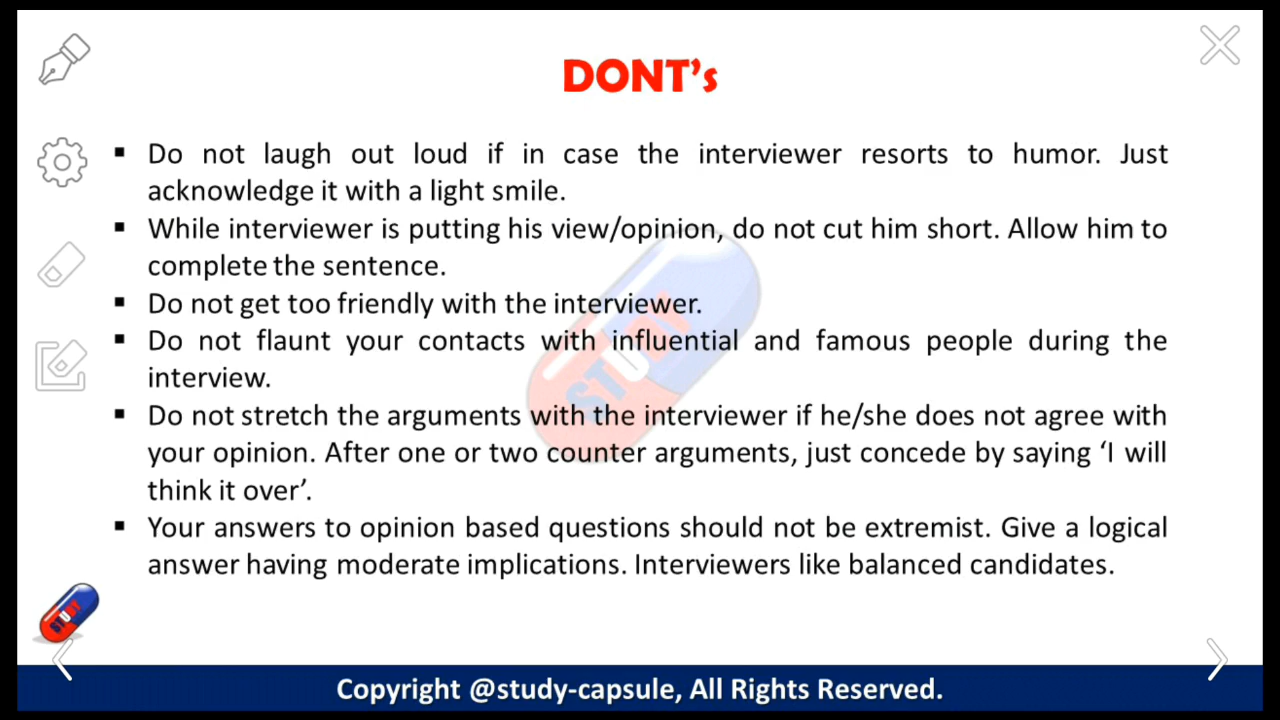 DONT's
▪ Do not laugh out loud if in case the interviewer resorts to humor. Just
acknowledge it with a light smile.
▪ While interviewer is putting his view/opinion, do not cut him short. Allow him to
complete the sentence.
▪ Do not get too friendly with the interviewer.
▪ Do not flaunt your contacts with influential and famous people during the
interview.
▪ Do not stretch the arguments with the interviewer if he/she does not agree with
your opinion. After one or two counter arguments, just concede by saying ‘I will
think it over’.
▪ Your answers to opinion based questions should not be extremist. Give a logical
answer having moderate implications. Interviewers like balanced candidates.
STUDY
STUDY
Copyright @study-capsule, All Rights Reserved.